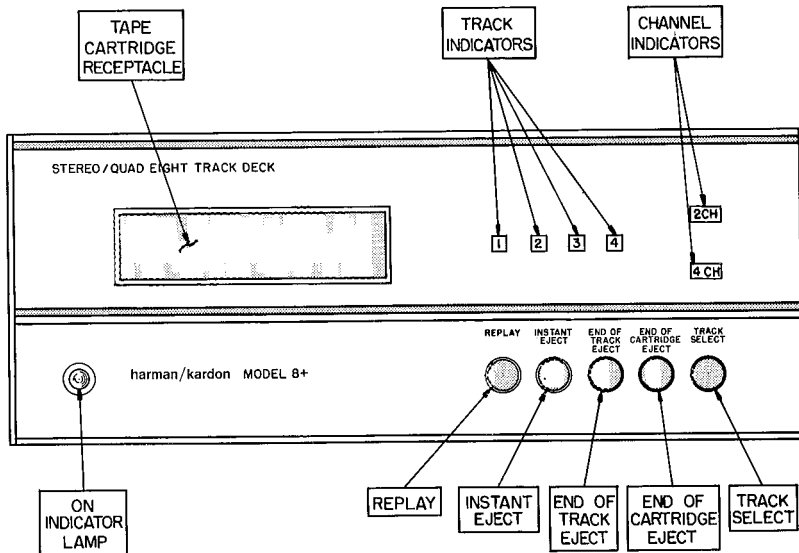 TAPE
CARTRIDGE
RECEPTACLE
TRACK
INDICATORS
CHANNEL
INDICATORS
STEREO/QUAD EIGHT TRACK DECK
1 2 3 4
2CH
4 CH
REPLAY
INSTANT
EJECT
END OF
TRACK
EJECT
END OF
CARTRIDGE
EJECT
TRACK
SELECT
harman/kardon MODEL 8+
ON
INDICATOR
LAMP
REPLAY
INSTANT
EJECT
END OF
TRACK
EJECT
END OF
CARTRIDGE
EJECT
TRACK
SELECT